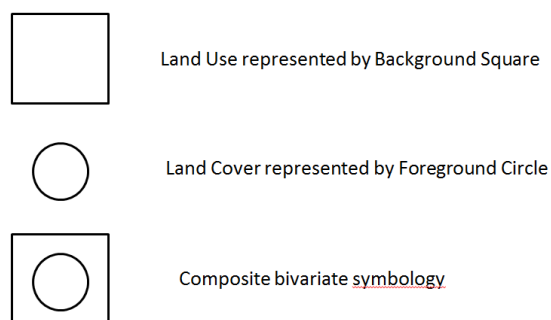 Land Use represented by Background Square
Land Cover represented by Foreground Circle
Composite bivariate symbology